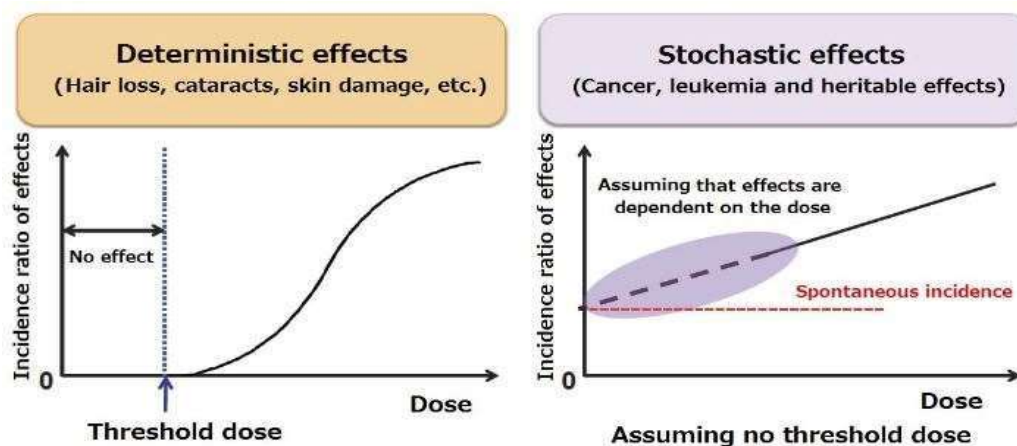 Deterministic effects
(Hair loss, cataracts, skin damage, etc.)
Incidence ratio of effects
No effect
0
Dose
Threshold dose
Stochastic effects
(Cancer, leukemia and heritable effects)
Incidence ratio of effects
Assuming that effects are
dependent on the dose
Spontaneous incidence
0
Dose
Assuming no threshold dose